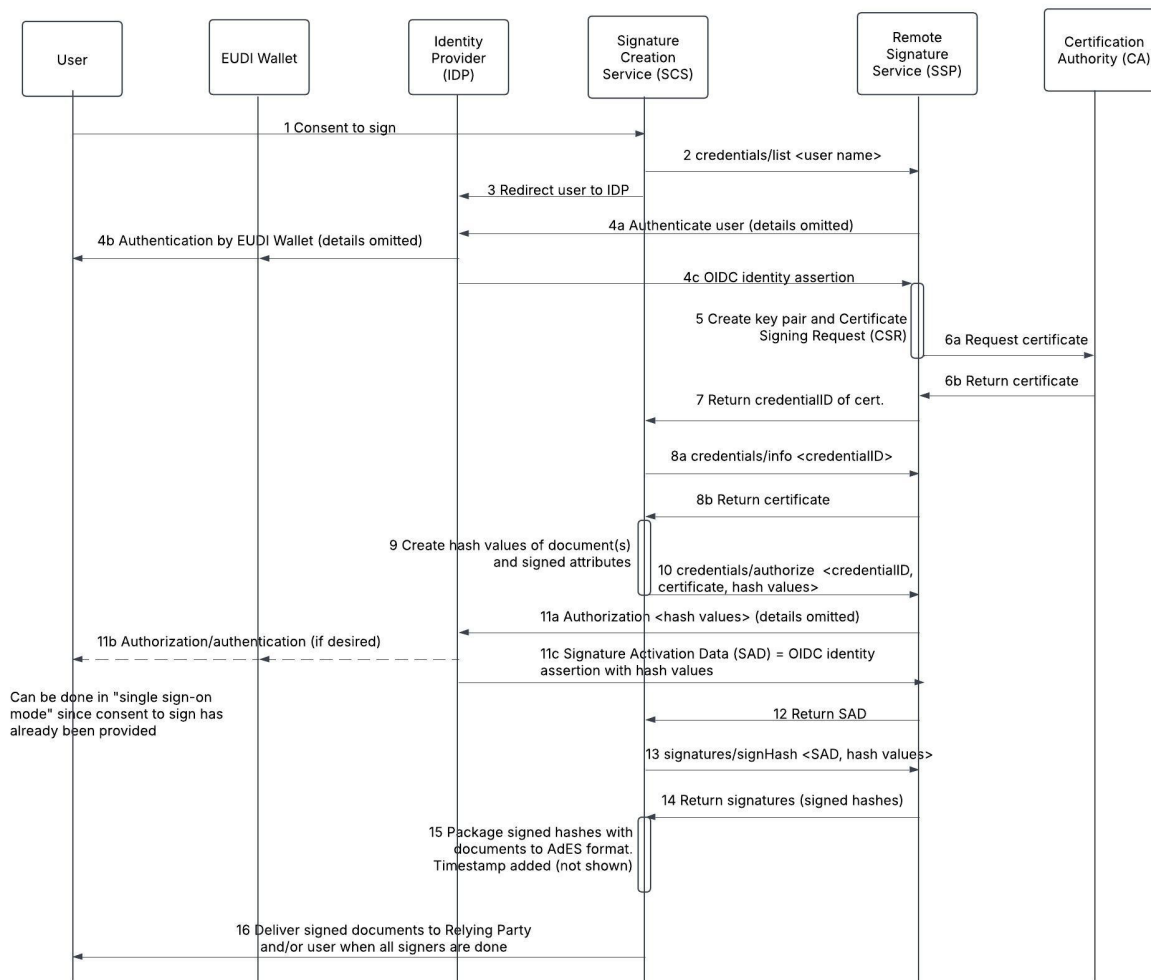 User
EUDI Wallet
Identity
Provider
(IDP)
Signature
Creation
Service (SCS)
Remote
Signature
Service (SSP)
Certification
Authority (CA)
1 Consent to sign
2 credentials/list <user name>
3 Redirect user to IDP
4a Authenticate user (details omitted)
4b Authentication by EUDI Wallet (details omitted)
4c OIDC identity assertion
5 Create key pair and Certificate
Signing Request (CSR)
6a Request certificate
6b Return certificate
7 Return credentialID of cert.
8a credentials/info <credentialID>
8b Return certificate
9 Create hash values of document(s)
and signed attributes
10 credentials/authorize <credentialID,
certificate, hash values>
11a Authorization <hash values> (details omitted)
11b Authorization/authentication (if desired)
11c Signature Activation Data (SAD) = OIDC identity
assertion with hash values
Can be done in "single sign-on
mode" since consent to sign has
already been provided
12 Return SAD
13 signatures/signHash <SAD, hash values>
14 Return signatures (signed hashes)
15 Package signed hashes with
documents to AdES format.
Timestamp added (not shown)
16 Deliver signed documents to Relying Party
and/or user when all signers are done